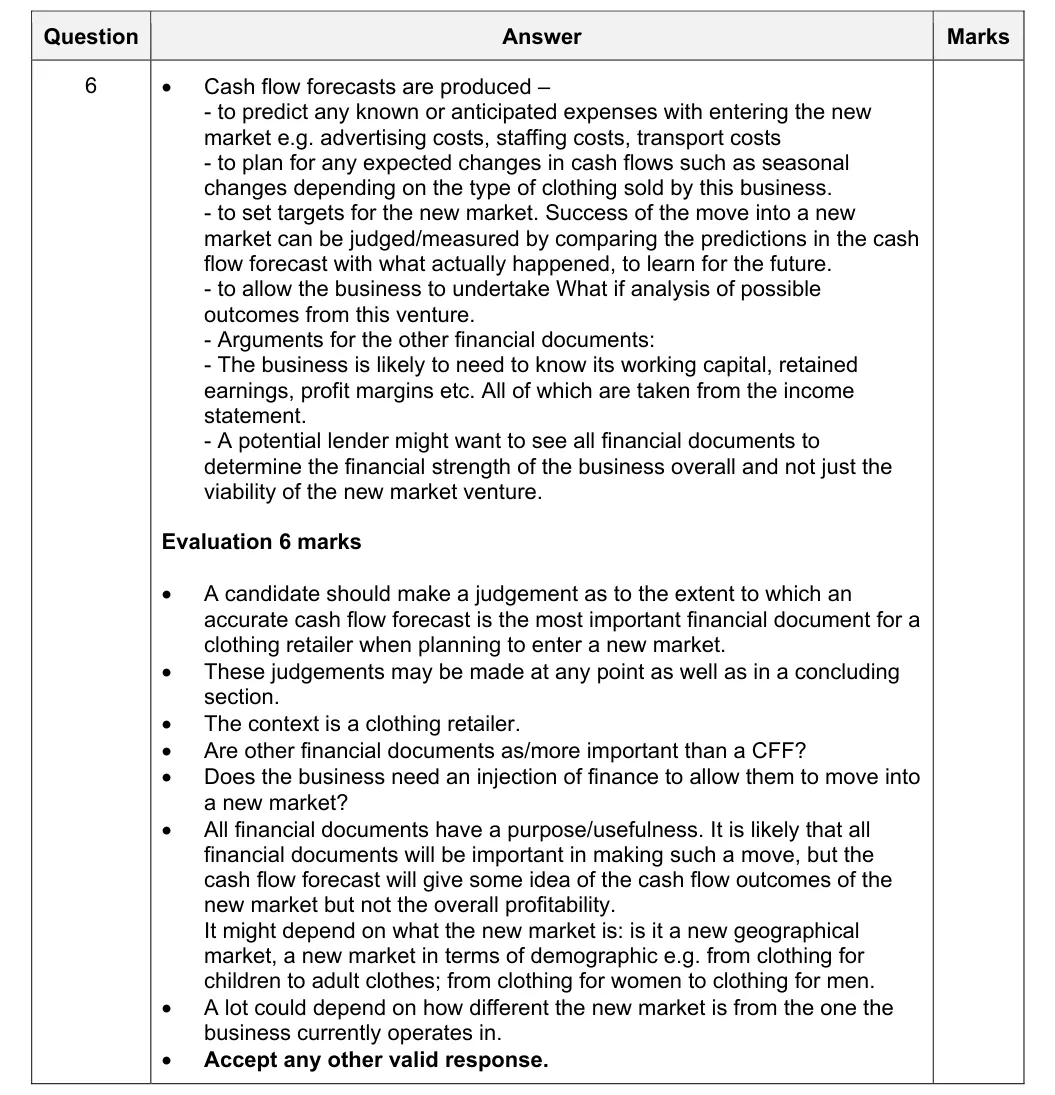 Question Answer Marks
6
• Cash flow forecasts are produced –
- to predict any known or anticipated expenses with entering the new
market e.g. advertising costs, staffing costs, transport costs
- to plan for any expected changes in cash flows such as seasonal
changes depending on the type of clothing sold by this business.
- to set targets for the new market. Success of the move into a new
market can be judged/measured by comparing the predictions in the cash
flow forecast with what actually happened, to learn for the future.
- to allow the business to undertake What if analysis of possible
outcomes from this venture.
- Arguments for the other financial documents:
- The business is likely to need to know its working capital, retained
earnings, profit margins etc. All of which are taken from the income
statement.
- A potential lender might want to see all financial documents to
determine the financial strength of the business overall and not just the
viability of the new market venture.
Evaluation 6 marks
• A candidate should make a judgement as to the extent to which an
accurate cash flow forecast is the most important financial document for a
clothing retailer when planning to enter a new market.
• These judgements may be made at any point as well as in a concluding
section.
• The context is a clothing retailer.
• Are other financial documents as/more important than a CFF?
• Does the business need an injection of finance to allow them to move into
a new market?
• All financial documents have a purpose/usefulness. It is likely that all
financial documents will be important in making such a move, but the
cash flow forecast will give some idea of the cash flow outcomes of the
new market but not the overall profitability.
It might depend on what the new market is: is it a new geographical
market, a new market in terms of demographic e.g. from clothing for
children to adult clothes; from clothing for women to clothing for men.
• A lot could depend on how different the new market is from the one the
business currently operates in.
• Accept any other valid response.